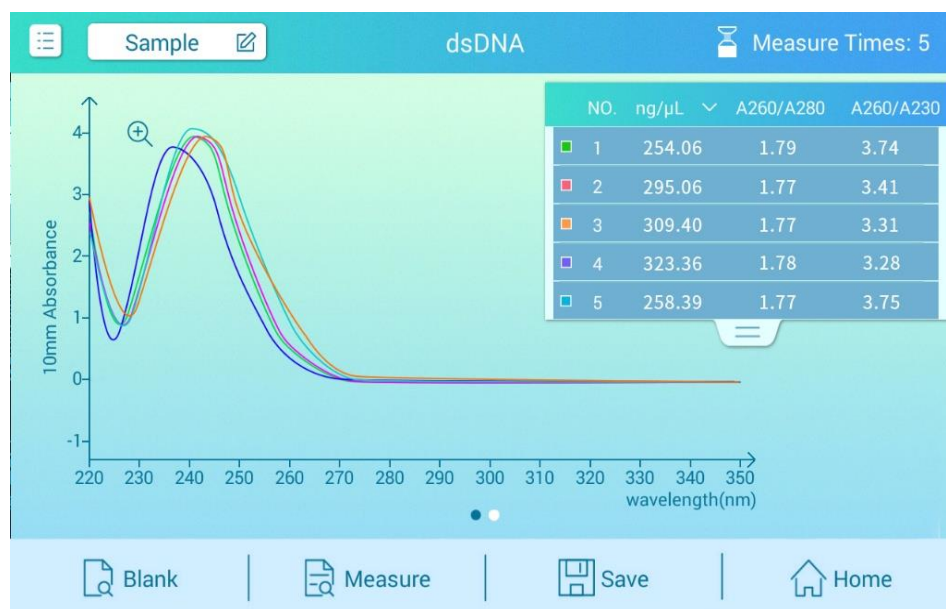 Sample
dsDNA
Measure Times: 5
NO. ng/μL A260/A280 A260/A230
1 254.06 1.79 3.74
2 295.06 1.77 3.41
3 309.40 1.77 3.31
4 323.36 1.78 3.28
5 258.39 1.77 3.75
10mm Absorbance
4
3
2
1
0
-1
220 230 240 250 260 270 280 290 300 310 320 330 340 350
wavelength(nm)
Blank
Measure
Save
Home